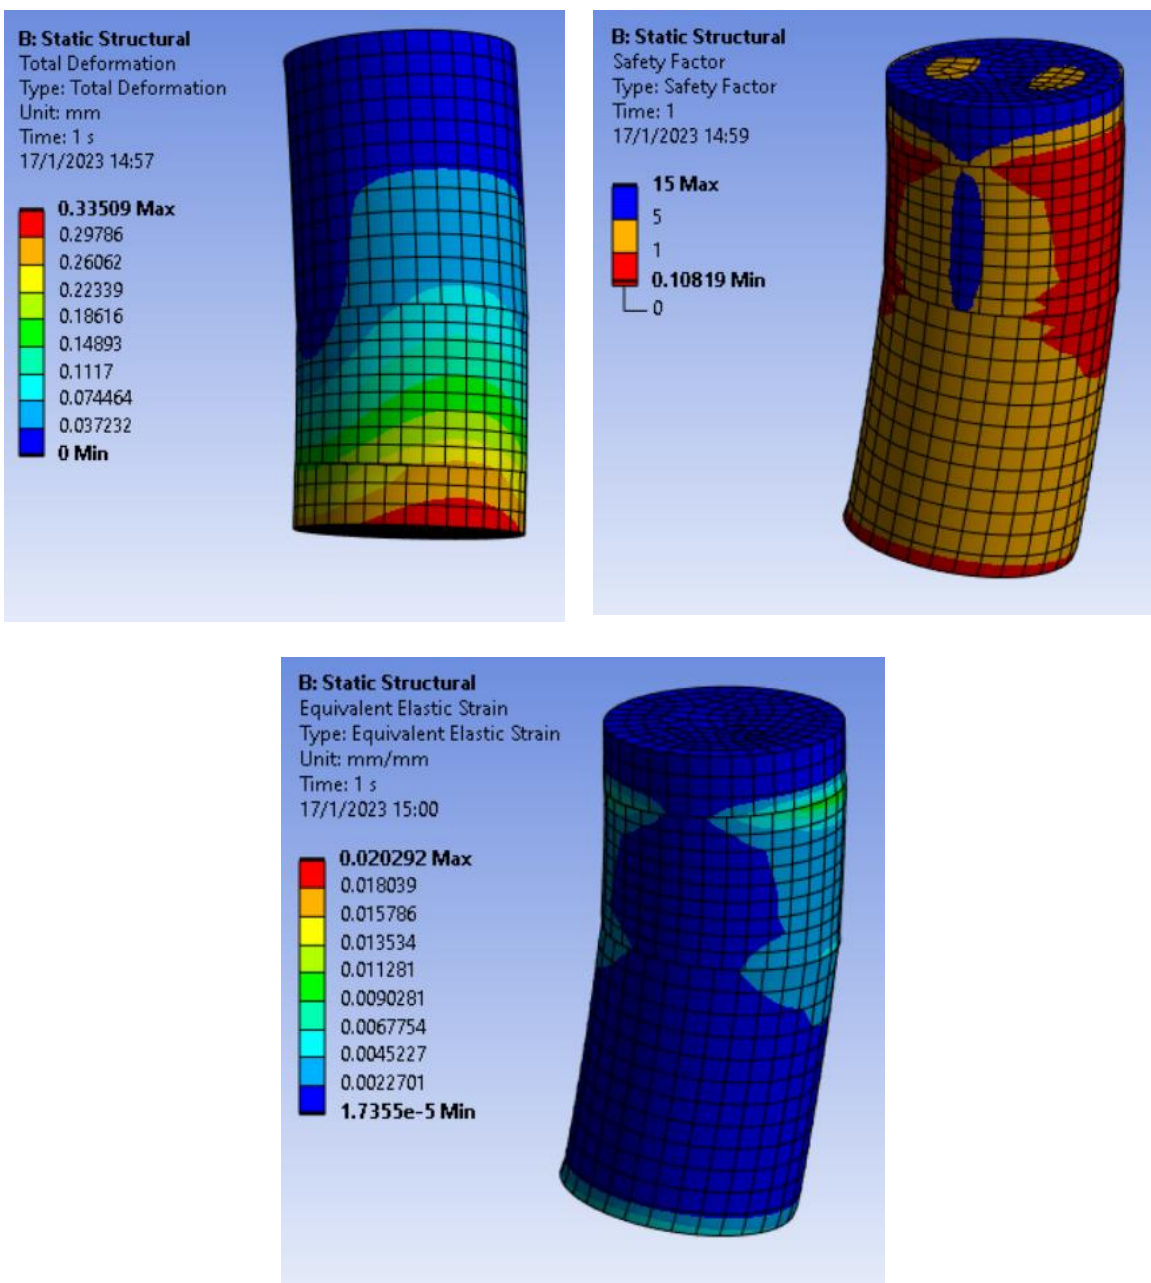 B: Static Structural
Total Deformation
Type: Total Deformation
Unit: mm
Time: 1 s
17/1/2023 14:57
0.33509 Max
0.29786
0.26062
0.22339
0.18616
0.14893
0.1117
0.074464
0.037232
0 Min
B: Static Structural
Safety Factor
Type: Safety Factor
Time: 1
17/1/2023 14:59
15 Max
5
1
0.10819 Min
0
B: Static Structural
Equivalent Elastic Strain
Type: Equivalent Elastic Strain
Unit: mm/mm
Time: 1 s
17/1/2023 15:00
0.020292 Max
0.018039
0.015786
0.013534
0.011281
0.0090281
0.0067754
0.0045227
0.0022701
1.7355e-5 Min